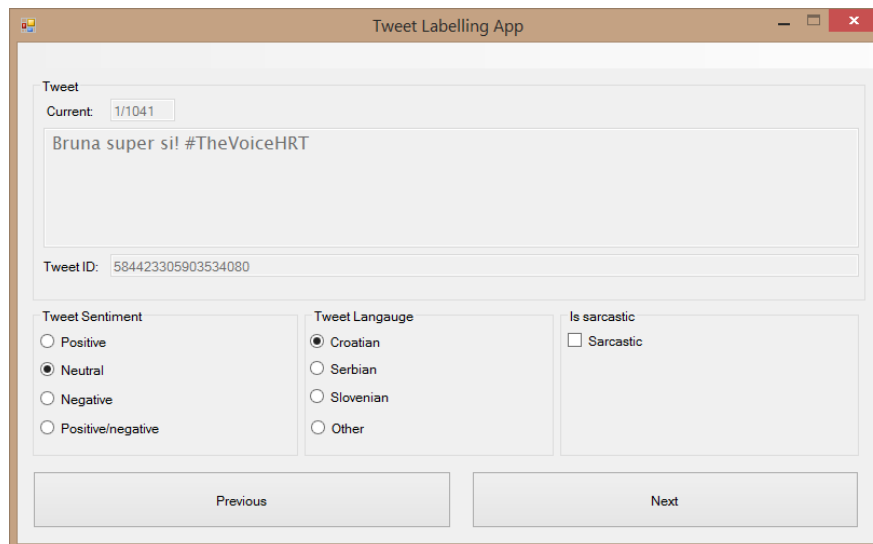 Tweet Labelling App
Tweet
Current: 1/1041
Bruna super si! #TheVoiceHRT
Tweet ID: 584423305903534080
Tweet Sentiment
Positive
Neutral
Negative
Positive/negative
Tweet Langauge
Croatian
Serbian
Slovenian
Other
Is sarcastic
Sarcastic
Previous
Next